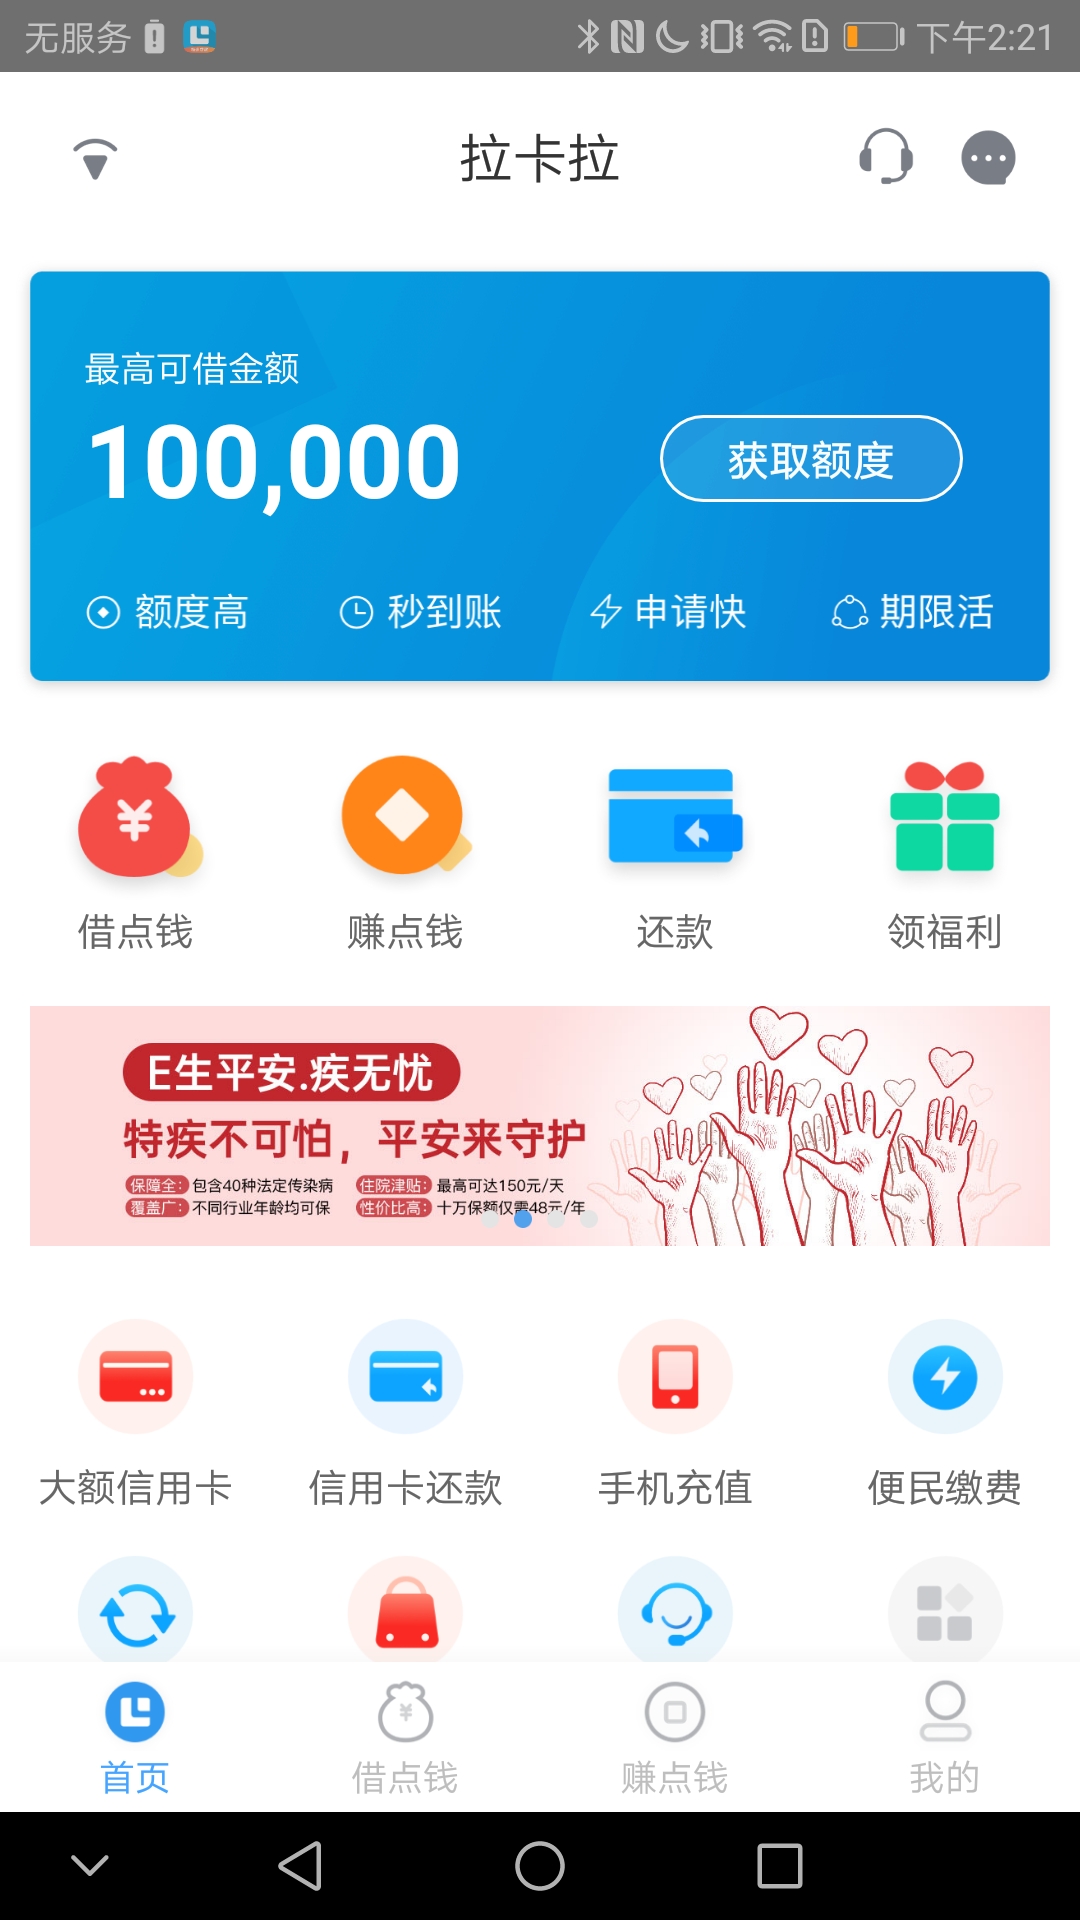 无服务 下午2:21
拉卡拉
最高可借金额
100,000
获取额度
额度高 秒到账 申请快 期限活
借点钱 赚点钱 还款 领福利
E生平安.疾无忧
特疾不可怕，平安来守护
保障全：包含40种法定传染病 住院津贴：最高可达150元/天
覆盖广：不同行业年龄均可保 性价比高：十万保额仅需48元/年
大额信用卡 信用卡还款 手机充值 便民缴费
首页 借点钱 赚点钱 我的